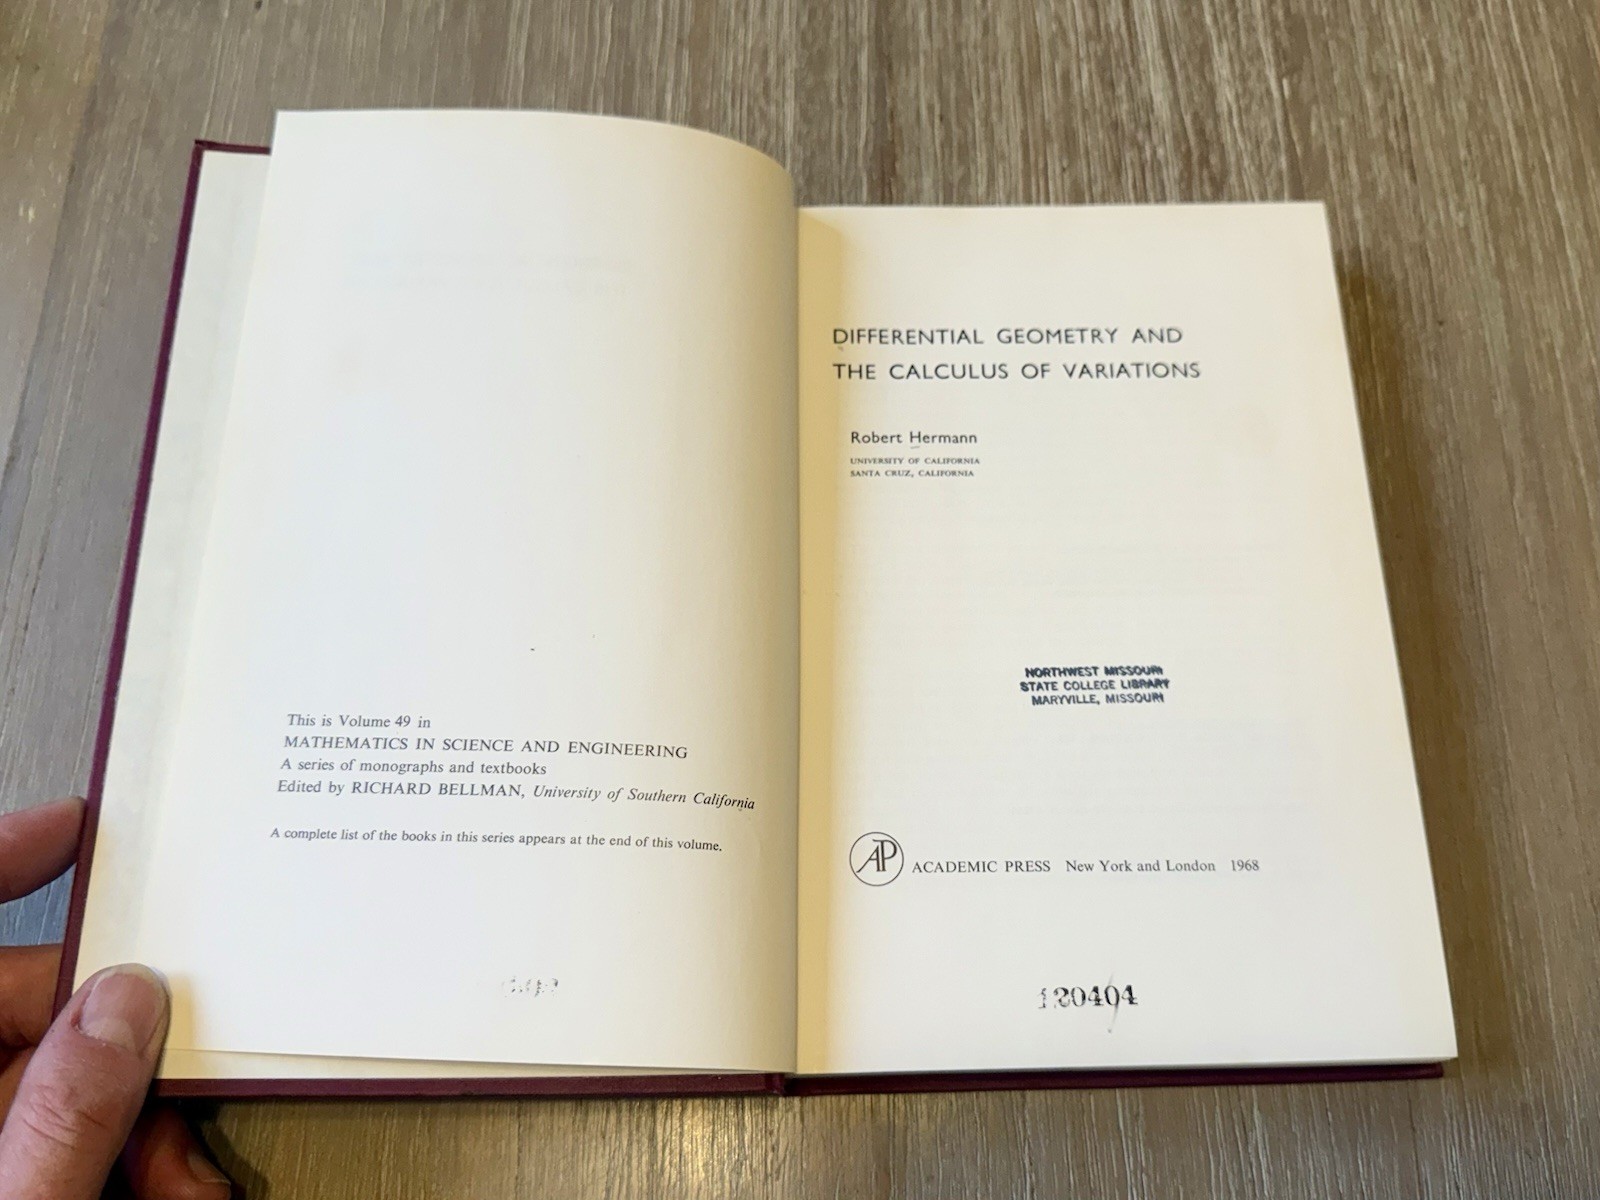 This is Volume 49 in
MATHEMATICS IN SCIENCE AND ENGINEERING
A series of monographs and textbooks
Edited by RICHARD BELLMAN, University of Southern California
A complete list of the books in this series appears at the end of this volume.
DIFFERENTIAL GEOMETRY AND
THE CALCULUS OF VARIATIONS
Robert Hermann
UNIVERSITY OF CALIFORNIA
SANTA CRUZ, CALIFORNIA
NORTHWEST MISSOURI
STATE COLLEGE LIBRARY
MARYVILLE, MISSOURI
AP ACADEMIC PRESS New York and London 1968
120404